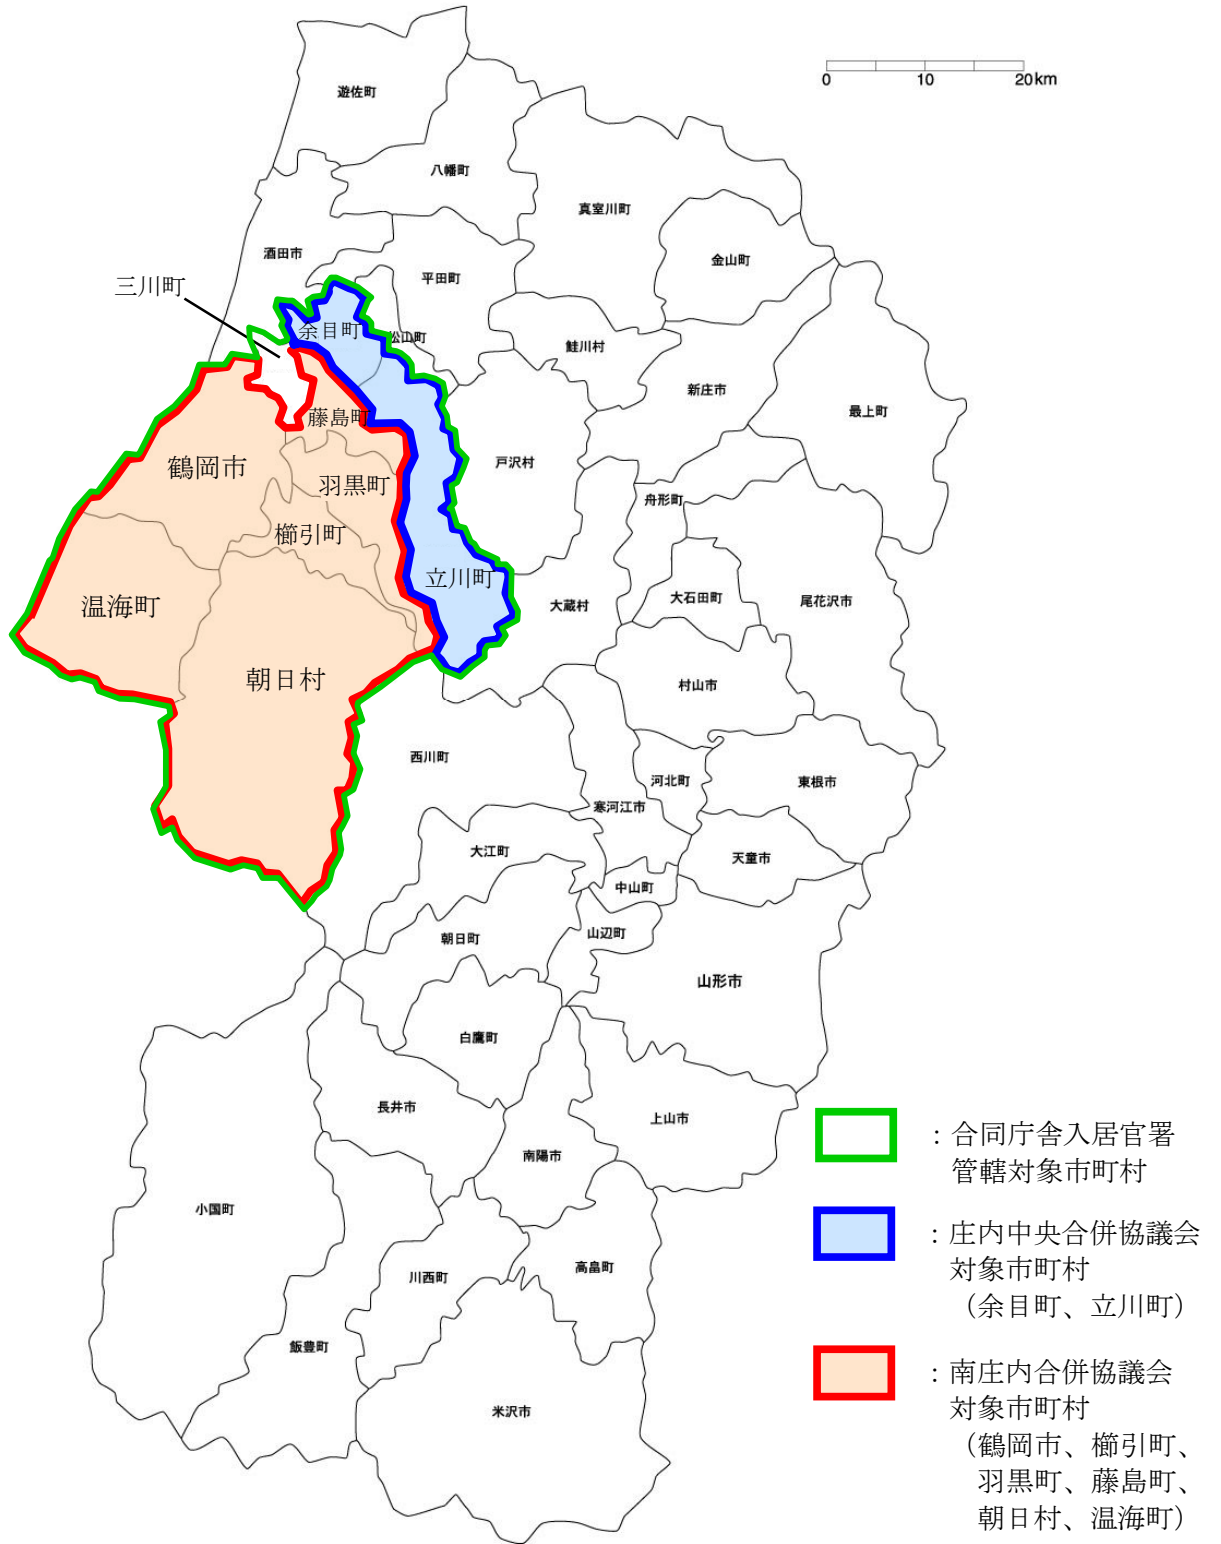 遊佐町
0 10 20km
八幡町
真室川町
酒田市
金山町
平田町
三川町
余目町
松山町
鮭川村
新庄市
最上町
藤島町
鶴岡市
戸沢村
羽黒町
舟形町
櫛引町
立川町
大石田町
尾花沢市
温海町
大蔵村
朝日村
村山市
西川町
河北町
東根市
寒河江市
大江町
天童市
中山町
朝日町
山辺町
山形市
白鷹町
長井市
上山市
南陽市
小国町
高畠町
川西町
飯豊町
米沢市
：合同庁舎入居官署
管轄対象市町村
：庄内中央合併協議会
対象市町村
（余目町、立川町）
：南庄内合併協議会
対象市町村
（鶴岡市、櫛引町、
羽黒町、藤島町、
朝日村、温海町）